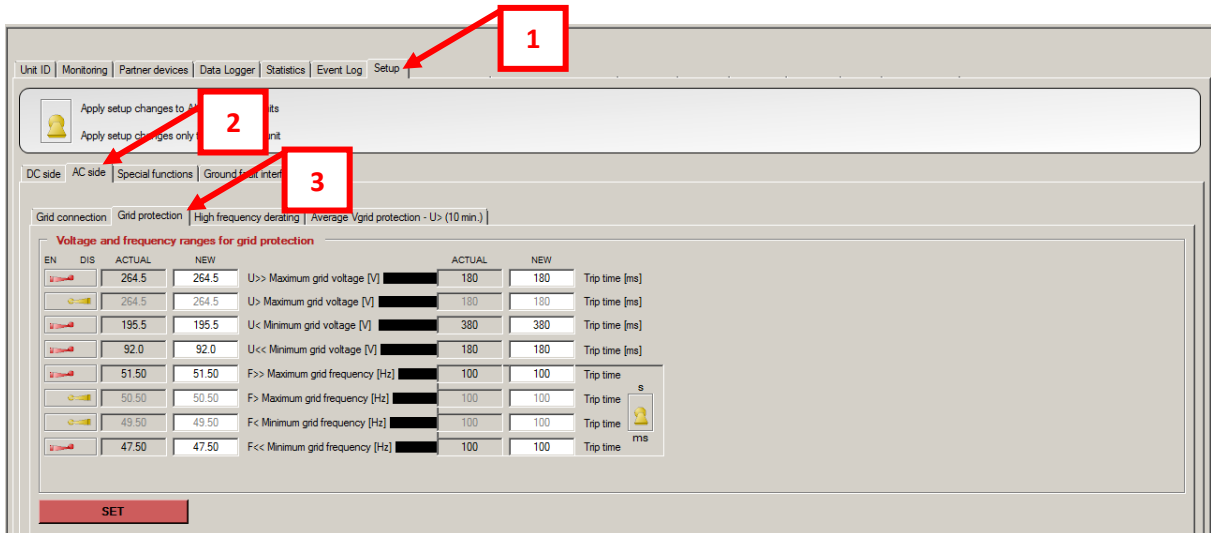 1
Unit ID Monitoring Partner devices Data Logger Statistics Event Log Setup
Apply setup changes to
2
Apply setup changes only
DC side AC side Special functions Ground fault
3
Grid connection Grid protection High frequency derating Average Vgrid protection - U> (10 min.)
Voltage and frequency ranges for grid protection
EN DIS ACTUAL NEW ACTUAL NEW
264.5 264.5 U>> Maximum grid voltage [V] 180 180 Trip time [ms]
264.5 264.5 U> Maximum grid voltage [V] 180 180 Trip time [ms]
195.5 195.5 U< Minimum grid voltage [V] 380 380 Trip time [ms]
92.0 92.0 U<< Minimum grid voltage [V] 180 180 Trip time [ms]
51.50 51.50 F>> Maximum grid frequency [Hz] 100 100 Trip time
s
50.50 50.50 F> Maximum grid frequency [Hz] 100 100 Trip time
49.50 49.50 F< Minimum grid frequency [Hz] 100 100 Trip time
ms
47.50 47.50 F<< Minimum grid frequency [Hz] 100 100 Trip time
SET